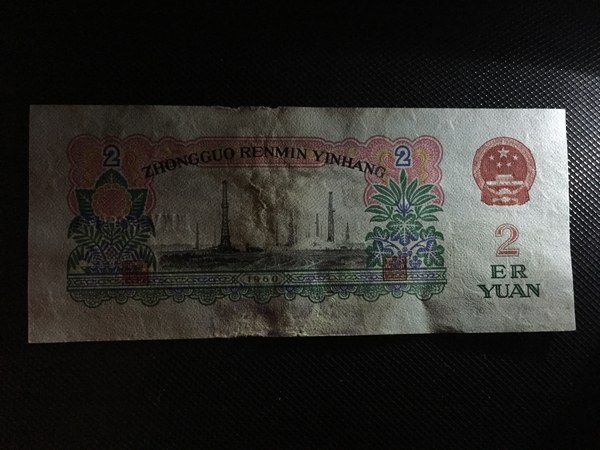 2
ZHONGGUO RENMIN YINHANG
2
1960
2
ER
YUAN